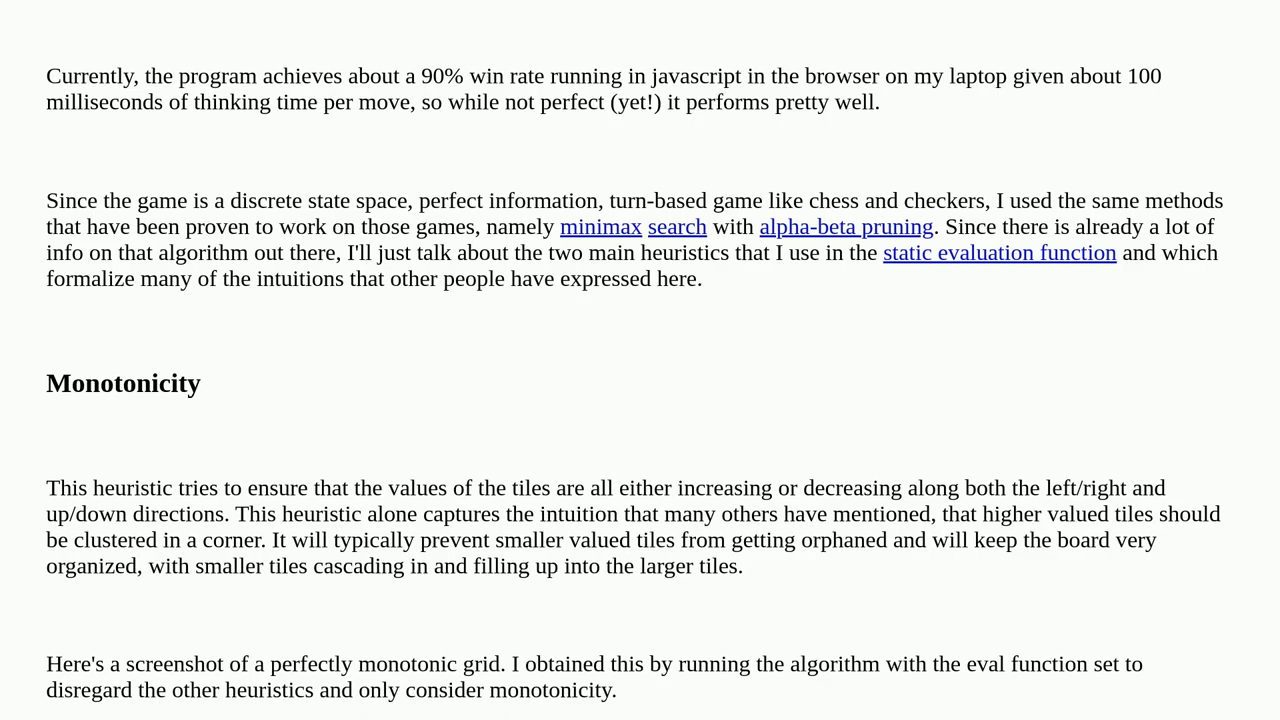 Currently, the program achieves about a 90% win rate running in javascript in the browser on my laptop given about 100
milliseconds of thinking time per move, so while not perfect (yet!) it performs pretty well.
Since the game is a discrete state space, perfect information, turn-based game like chess and checkers, I used the same methods
that have been proven to work on those games, namely minimax search with alpha-beta pruning. Since there is already a lot of
info on that algorithm out there, I'll just talk about the two main heuristics that I use in the static evaluation function and which
formalize many of the intuitions that other people have expressed here.
Monotonicity
This heuristic tries to ensure that the values of the tiles are all either increasing or decreasing along both the left/right and
up/down directions. This heuristic alone captures the intuition that many others have mentioned, that higher valued tiles should
be clustered in a corner. It will typically prevent smaller valued tiles from getting orphaned and will keep the board very
organized, with smaller tiles cascading in and filling up into the larger tiles.
Here's a screenshot of a perfectly monotonic grid. I obtained this by running the algorithm with the eval function set to
disregard the other heuristics and only consider monotonicity.